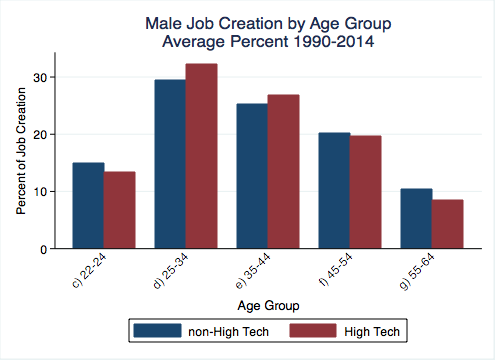 Male Job Creation by Age Group
Average Percent 1990-2014
Percent of Job Creation
30
20
10
0
c) 22-24
d) 25-34
e) 35-44
f) 45-54
g) 55-64
Age Group
non-High Tech
High Tech